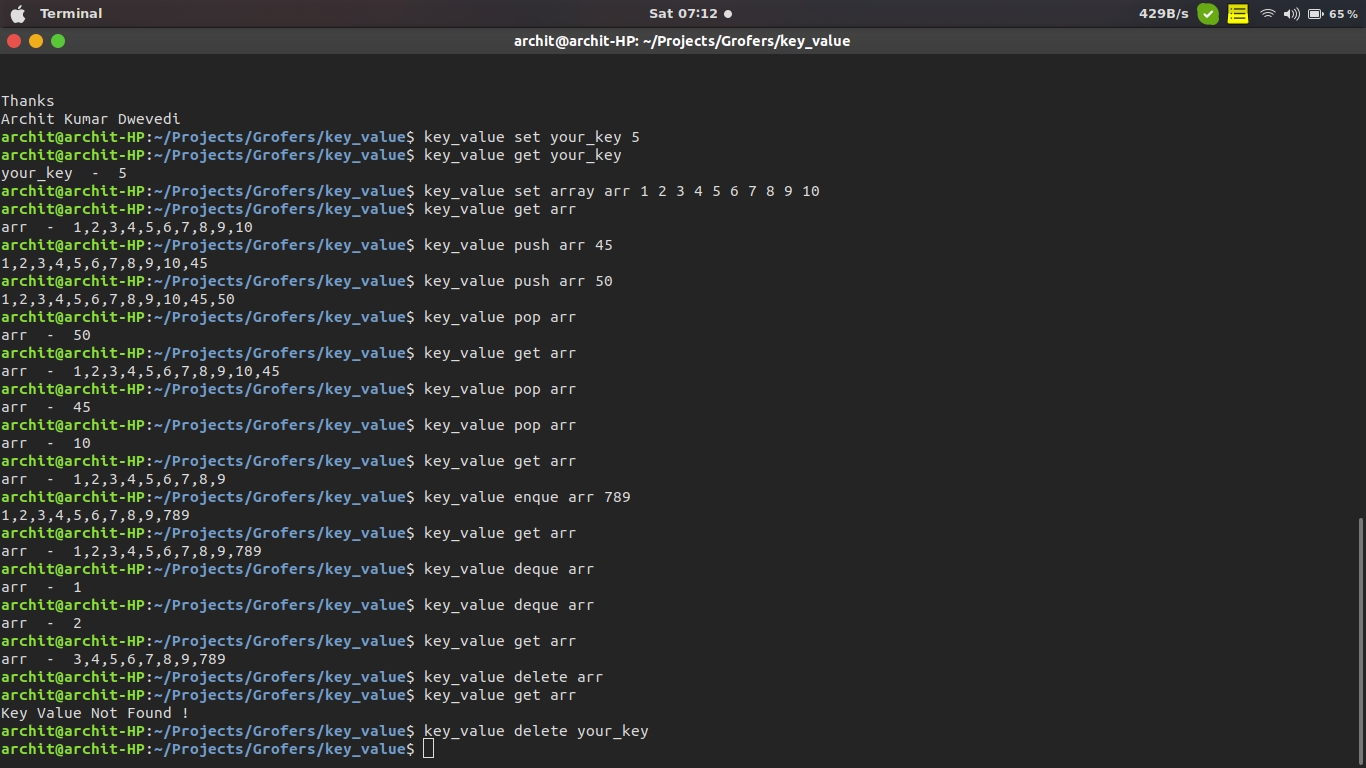 Terminal
Sat 07:12
429B/s
65 %
archit@archit-HP: ~/Projects/Grofers/key_value
Thanks
Archit Kumar Dwevedi
archit@archit-HP:~/Projects/Grofers/key_value$ key_value set your_key 5
archit@archit-HP:~/Projects/Grofers/key_value$ key_value get your_key
your_key  -  5
archit@archit-HP:~/Projects/Grofers/key_value$ key_value set array arr 1 2 3 4 5 6 7 8 9 10
archit@archit-HP:~/Projects/Grofers/key_value$ key_value get arr
arr  -  1,2,3,4,5,6,7,8,9,10
archit@archit-HP:~/Projects/Grofers/key_value$ key_value push arr 45
1,2,3,4,5,6,7,8,9,10,45
archit@archit-HP:~/Projects/Grofers/key_value$ key_value push arr 50
1,2,3,4,5,6,7,8,9,10,45,50
archit@archit-HP:~/Projects/Grofers/key_value$ key_value pop arr
arr  -  50
archit@archit-HP:~/Projects/Grofers/key_value$ key_value get arr
arr  -  1,2,3,4,5,6,7,8,9,10,45
archit@archit-HP:~/Projects/Grofers/key_value$ key_value pop arr
arr  -  45
archit@archit-HP:~/Projects/Grofers/key_value$ key_value pop arr
arr  -  10
archit@archit-HP:~/Projects/Grofers/key_value$ key_value get arr
arr  -  1,2,3,4,5,6,7,8,9
archit@archit-HP:~/Projects/Grofers/key_value$ key_value enque arr 789
1,2,3,4,5,6,7,8,9,789
archit@archit-HP:~/Projects/Grofers/key_value$ key_value get arr
arr  -  1,2,3,4,5,6,7,8,9,789
archit@archit-HP:~/Projects/Grofers/key_value$ key_value deque arr
arr  -  1
archit@archit-HP:~/Projects/Grofers/key_value$ key_value deque arr
arr  -  2
archit@archit-HP:~/Projects/Grofers/key_value$ key_value get arr
arr  -  3,4,5,6,7,8,9,789
archit@archit-HP:~/Projects/Grofers/key_value$ key_value delete arr
archit@archit-HP:~/Projects/Grofers/key_value$ key_value get arr
Key Value Not Found !
archit@archit-HP:~/Projects/Grofers/key_value$ key_value delete your_key
archit@archit-HP:~/Projects/Grofers/key_value$